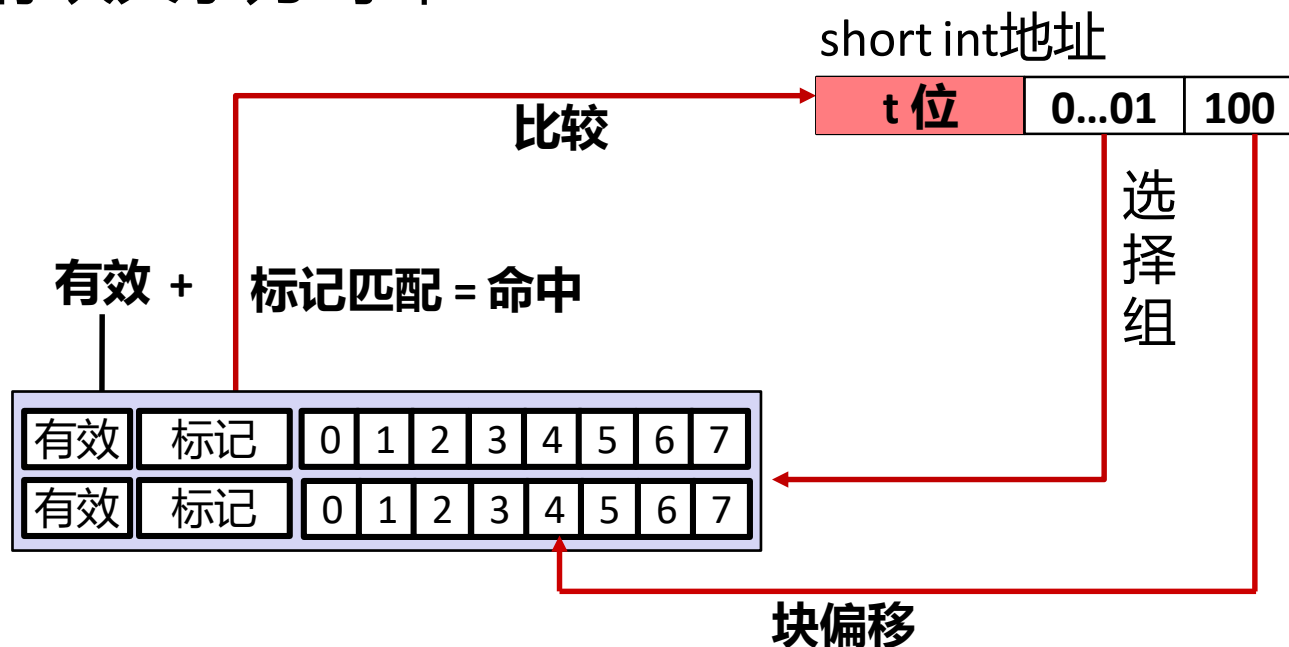 short int地址
t 位 0...01 100
比较
选择组
有效 + 标记匹配 = 命中
有效 标记 0 1 2 3 4 5 6 7
有效 标记 0 1 2 3 4 5 6 7
块偏移